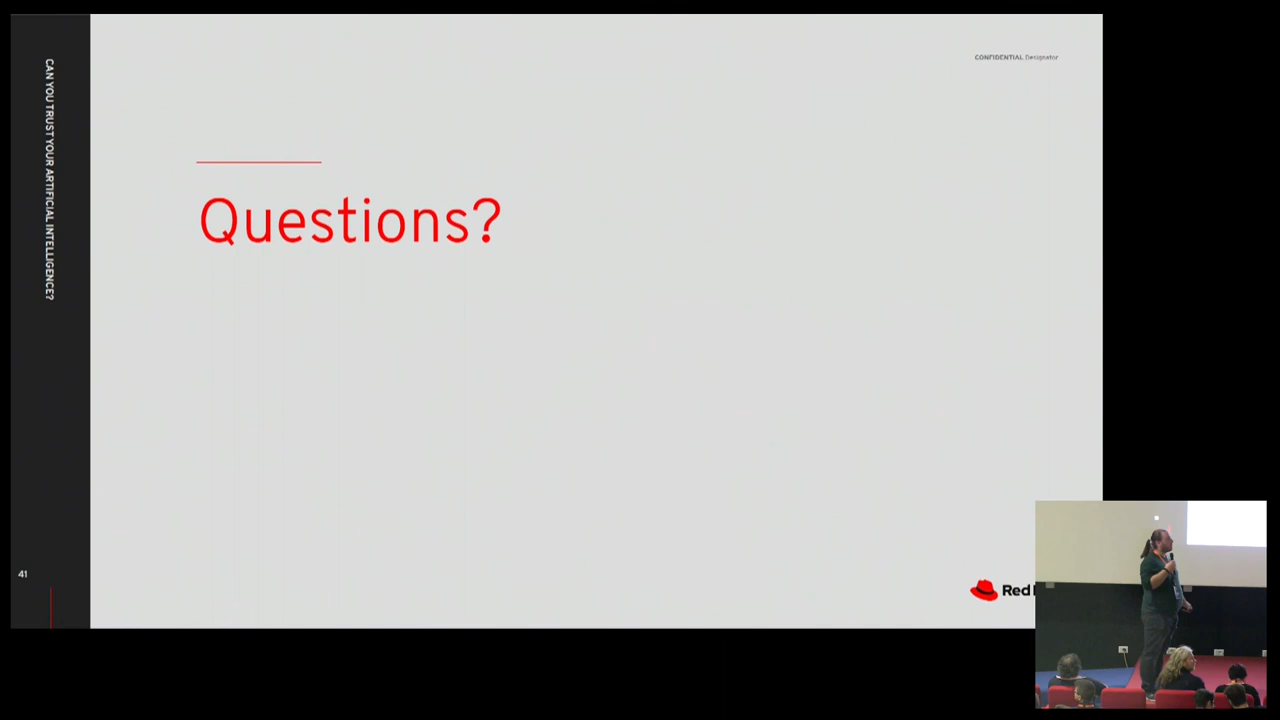 CAN YOU TRUST YOUR ARTIFICIAL INTELLIGENCE?
CONFIDENTIAL Designator
Questions?
41
Red